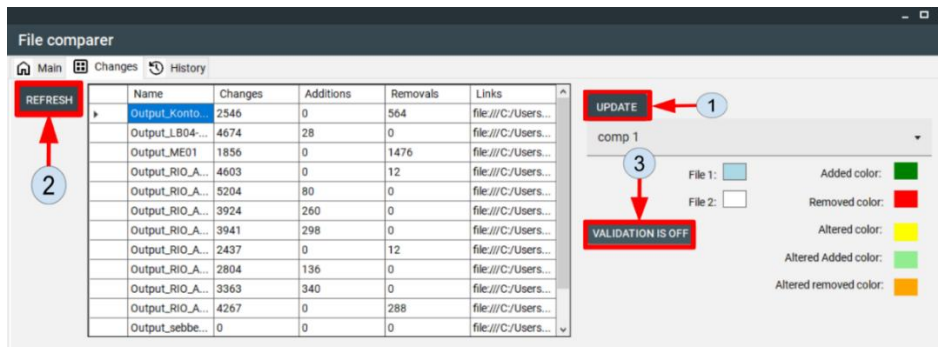 File comparer
Main Changes History
REFRESH
Name Changes Additions Removals Links
Output_Konto... 2546 0 564 file:///C:/Users...
Output_LB04-... 4674 28 0 file:///C:/Users...
Output_ME01 1856 0 1476 file:///C:/Users...
Output_RIO_A... 4603 0 12 file:///C:/Users...
Output_RIO_A... 5204 80 0 file:///C:/Users...
Output_RIO_A... 3924 260 0 file:///C:/Users...
Output_RIO_A... 3941 298 0 file:///C:/Users...
Output_RIO_A... 2437 0 12 file:///C:/Users...
Output_RIO_A... 2804 136 0 file:///C:/Users...
Output_RIO_A... 3363 340 0 file:///C:/Users...
Output_RIO_A... 4267 0 288 file:///C:/Users...
Output_sebbe... 0 0 0 file:///C:/Users...
2
UPDATE 1
comp 1
3
File 1: Added color:
File 2: Removed color:
VALIDATION IS OFF Altered color:
Altered Added color:
Altered removed color: